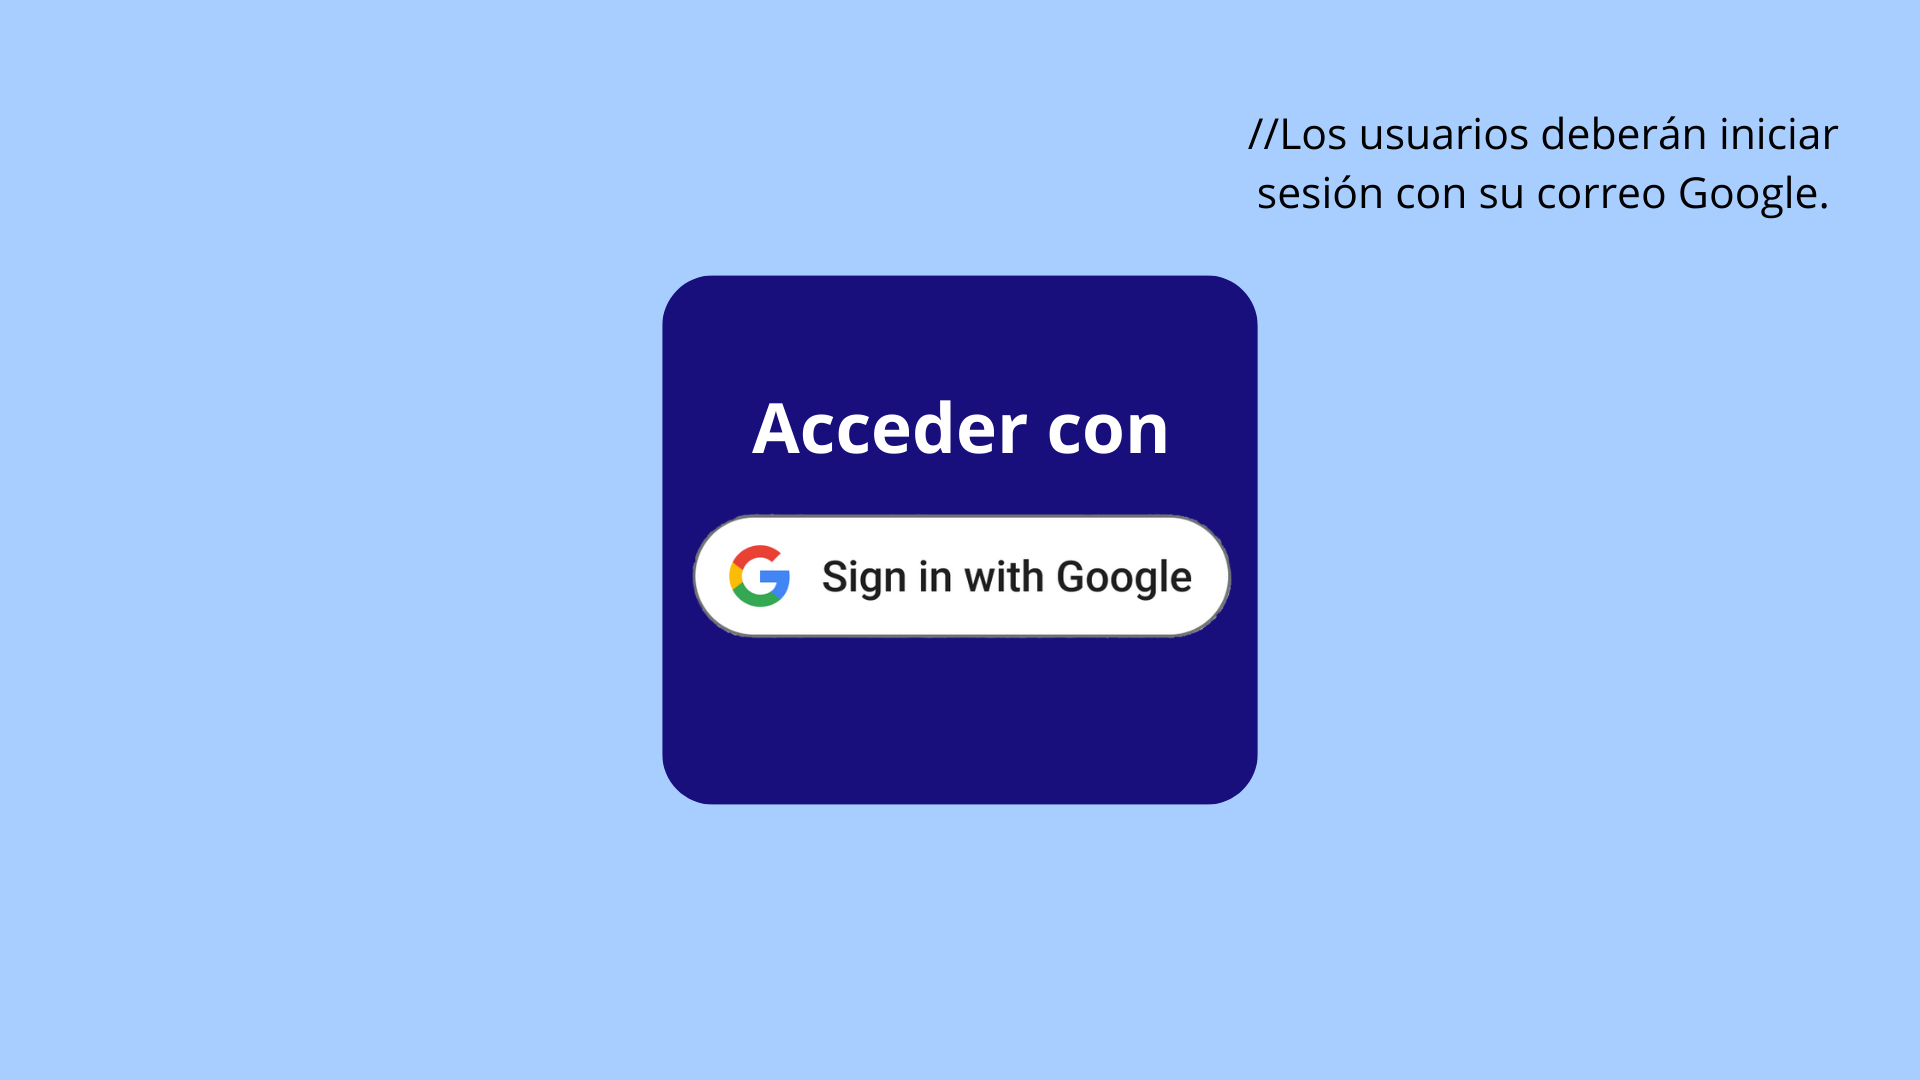 //Los usuarios deberán iniciar
sesión con su correo Google.
Acceder con
Sign in with Google